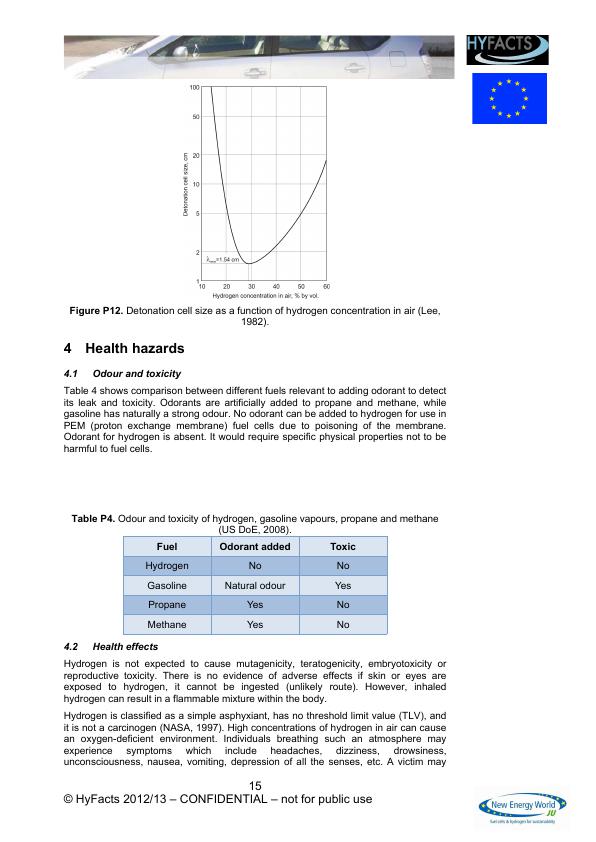 HYFACTS
100
50
20
10
5
2
1
Detonation cell size, cm
λmin=1.54 cm
10 20 30 40 50 60
Hydrogen concentration in air, % by vol.
Figure P12. Detonation cell size as a function of hydrogen concentration in air (Lee,
1982).
4 Health hazards
4.1 Odour and toxicity
Table 4 shows comparison between different fuels relevant to adding odorant to detect
its leak and toxicity. Odorants are artificially added to propane and methane, while
gasoline has naturally a strong odour. No odorant can be added to hydrogen for use in
PEM (proton exchange membrane) fuel cells due to poisoning of the membrane.
Odorant for hydrogen is absent. It would require specific physical properties not to be
harmful to fuel cells.
Table P4. Odour and toxicity of hydrogen, gasoline vapours, propane and methane
(US DoE, 2008).
Fuel Odorant added Toxic
Hydrogen No No
Gasoline Natural odour Yes
Propane Yes No
Methane Yes No
4.2 Health effects
Hydrogen is not expected to cause mutagenicity, teratogenicity, embryotoxicity or
reproductive toxicity. There is no evidence of adverse effects if skin or eyes are
exposed to hydrogen, it cannot be ingested (unlikely route). However, inhaled
hydrogen can result in a flammable mixture within the body.
Hydrogen is classified as a simple asphyxiant, has no threshold limit value (TLV), and
it is not a carcinogen (NASA, 1997). High concentrations of hydrogen in air can cause
an oxygen-deficient environment. Individuals breathing such an atmosphere may
experience symptoms which include headaches, dizziness, drowsiness,
unconsciousness, nausea, vomiting, depression of all the senses, etc. A victim may
15
© HyFacts 2012/13 – CONFIDENTIAL – not for public use
New Energy World
JU
fuel cells & hydrogen for sustainability